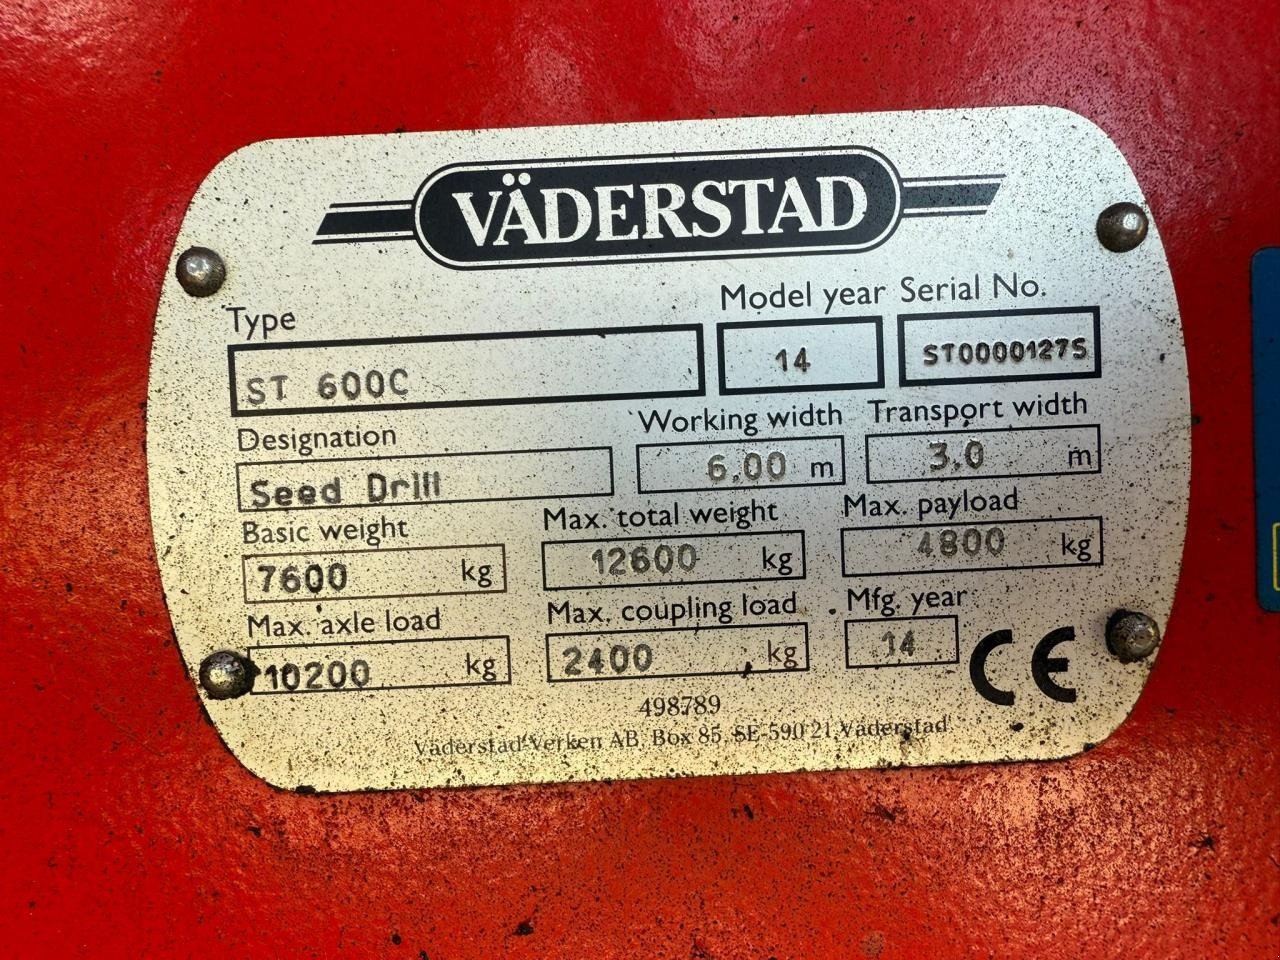 VÄDERSTAD
Type Model year Serial No.
ST 600C 14 ST0000127S
Designation Working width Transport width
Seed Drill 6.00 m 3.0 m
Basic weight Max. total weight Max. payload
7600 kg 12600 kg 4800 kg
Max. axle load Max. coupling load Mfg. year
10200 kg 2400 kg 14 CE
498789
Väderstad-Verken AB, Box 85, SE-590 21 Väderstad